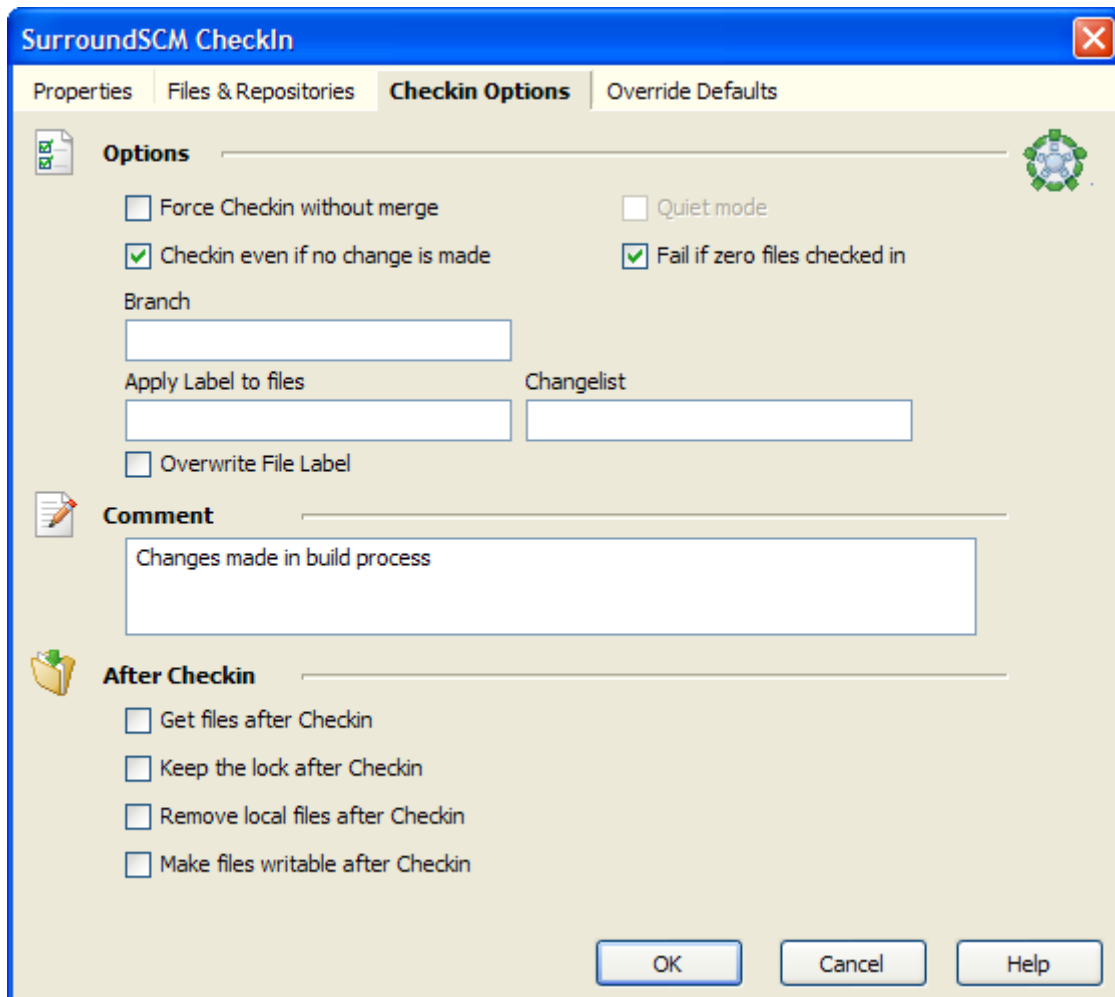 SurroundSCM CheckIn
Properties Files & Repositories Checkin Options Override Defaults
Options
Force Checkin without merge Quiet mode
Checkin even if no change is made Fail if zero files checked in
Branch
Apply Label to files Changelist
Overwrite File Label
Comment
Changes made in build process
After Checkin
Get files after Checkin
Keep the lock after Checkin
Remove local files after Checkin
Make files writable after Checkin
OK Cancel Help